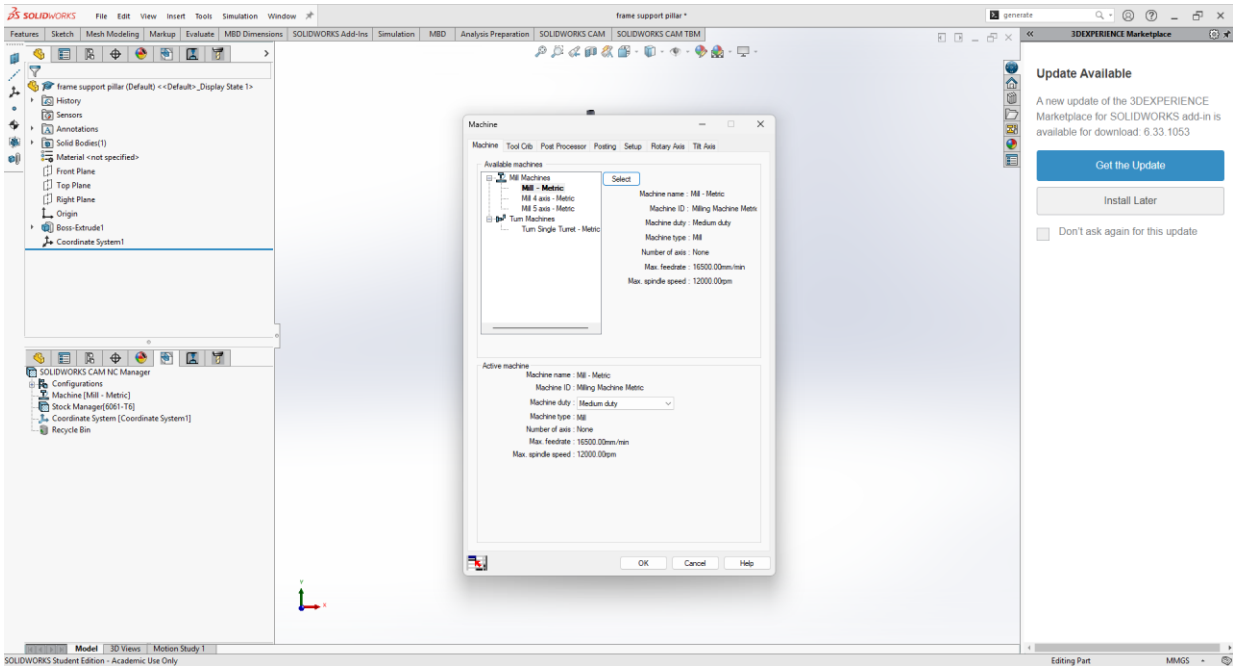 SOLIDWORKS File Edit View Insert Tools Simulation Window
frame support pillar *
generate
Features Sketch Mesh Modeling Markup Evaluate MBD Dimensions SOLIDWORKS Add-Ins Simulation MBD Analysis Preparation SOLIDWORKS CAM SOLIDWORKS CAM TBM
frame support pillar (Default) <<Default>_Display State 1>
History
Sensors
Annotations
Solid Bodies(1)
Material <not specified>
Front Plane
Top Plane
Right Plane
Origin
Boss-Extrude1
Coordinate System1
SOLIDWORKS CAM NC Manager
Configurations
Machine [Mill - Metric]
Stock Manager[6061-T6]
Coordinate System [Coordinate System1]
Recycle Bin
Machine
Machine Tool Crib Post Processor Posting Setup Rotary Axis Tilt Axis
Available machines
Mill Machines
Mill - Metric
Mill 4 axis - Metric
Mill 5 axis - Metric
Turn Machines
Turn Single Turret - Metric
Select
Machine name : Mill - Metric
Machine ID : Milling Machine Metric
Machine duty : Medium duty
Machine type : Mill
Number of axis : None
Max. feedrate : 16500.00mm/min
Max. spindle speed : 12000.00rpm
Active machine
Machine name : Mill - Metric
Machine ID : Milling Machine Metric
Machine duty : Medium duty
Machine type : Mill
Number of axis : None
Max. feedrate : 16500.00mm/min
Max. spindle speed : 12000.00rpm
OK Cancel Help
3DEXPERIENCE Marketplace
Update Available
A new update of the 3DEXPERIENCE
Marketplace for SOLIDWORKS add-in is
available for download: 6.33.1053
Get the Update
Install Later
Don't ask again for this update
Y
X
Model 3D Views Motion Study 1
SOLIDWORKS Student Edition - Academic Use Only
Editing Part MMGS